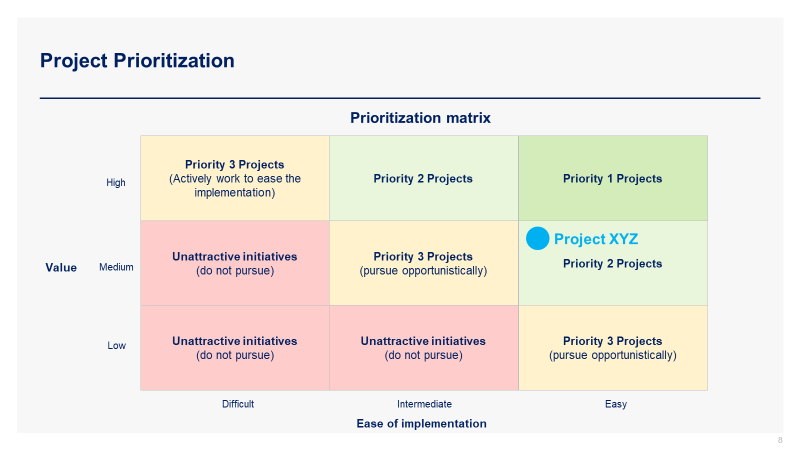 Project Prioritization
Prioritization matrix
High
Priority 3 Projects
(Actively work to ease the
implementation)
Priority 2 Projects
Priority 1 Projects
Value
Medium
Unattractive initiatives
(do not pursue)
Priority 3 Projects
(pursue opportunistically)
Project XYZ
Priority 2 Projects
Low
Unattractive initiatives
(do not pursue)
Unattractive initiatives
(do not pursue)
Priority 3 Projects
(pursue opportunistically)
Difficult
Intermediate
Easy
Ease of implementation
8